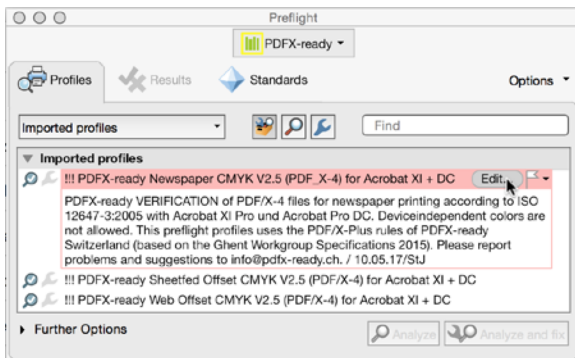 Preflight
PDFX-ready
Profiles
Results
Standards
Options
Imported profiles
Find
Imported profiles
!!! PDFX-ready Newspaper CMYK V2.5 (PDF_X-4) for Acrobat XI + DC
Edit...
PDFX-ready VERIFICATION of PDF/X-4 files for newspaper printing according to ISO
12647-3:2005 with Acrobat XI Pro und Acrobat Pro DC. Deviceindependent colors are
not allowed. This preflight profiles uses the PDF/X-Plus rules of PDFX-ready
Switzerland (based on the Ghent Workgroup Specifications 2015). Please report
problems and suggestions to info@pdfx-ready.ch. / 10.05.17/StJ
!!! PDFX-ready Sheetfed Offset CMYK V2.5 (PDF/X-4) for Acrobat XI + DC
!!! PDFX-ready Web Offset CMYK V2.5 (PDF/X-4) for Acrobat XI + DC
Further Options
Analyze
Analyze and fix